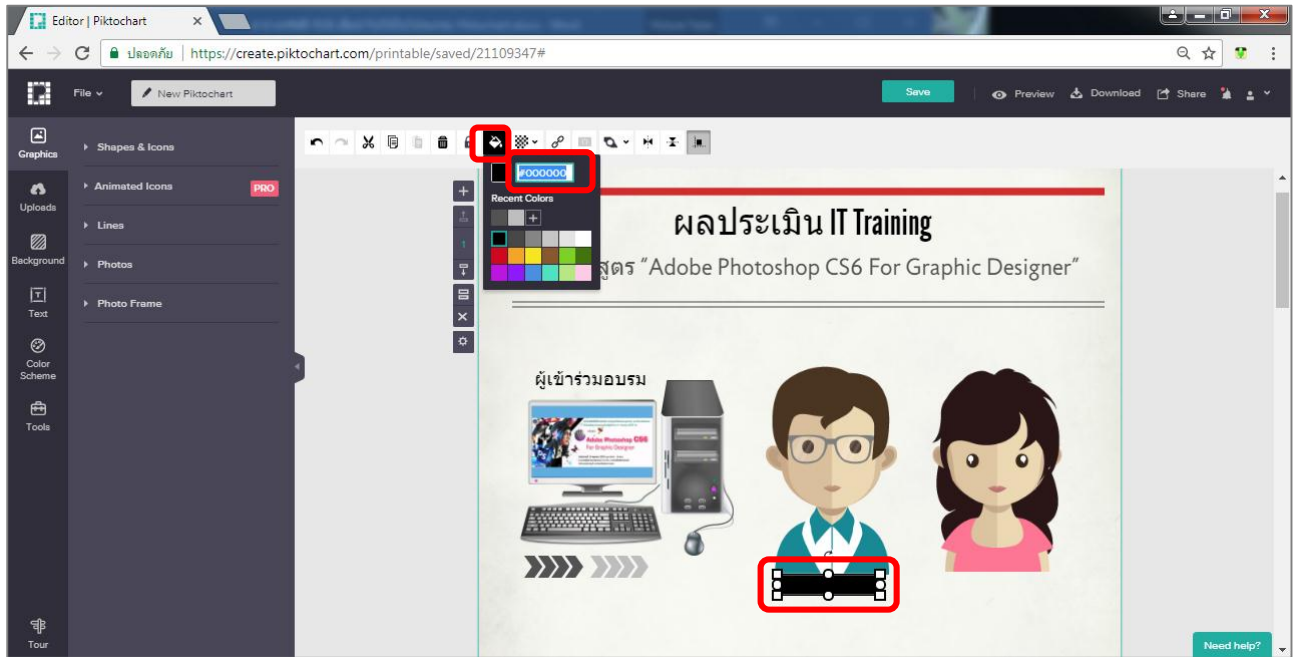 Editor | Piktochart
ปลอดภัย | https://create.piktochart.com/printable/saved/21109347#
File
New Piktochart
Save
Preview
Download
Share
Graphics
Uploads
Background
Text
Color
Scheme
Tools
Tour
Shapes & Icons
Animated Icons
PRO
Lines
Photos
Photo Frame
#000000
Recent Colors
1
ผลประเมิน IT Training
สูตร “Adobe Photoshop CS6 For Graphic Designer”
ผู้เข้าร่วมอบรม
Adobe Photoshop CS6
For Graphic Designer
Ps
Need help?